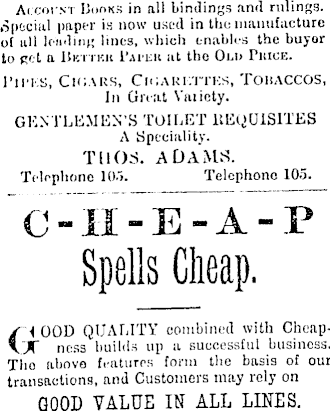 ACCOUNT BOOKS in all bindings and rulings.
Special paper is now used in the manufacture
of all leading lines, which enables the buyer
to get a BETTER PAPER at the OLD PRICE.
PIPES, CIGARS, CIGARETTES, TOBACCOS,
In Great Variety.
GENTLEMEN'S TOILET REQUISITES
A Speciality.
THOS. ADAMS.
Telephone 105. Telephone 105.
C-H-E-A-P
Spells Cheap.
GOOD QUALITY combined with Cheap-
ness builds up a successful business.
The above features form the basis of our
transactions, and Customers may rely on
GOOD VALUE IN ALL LINES.